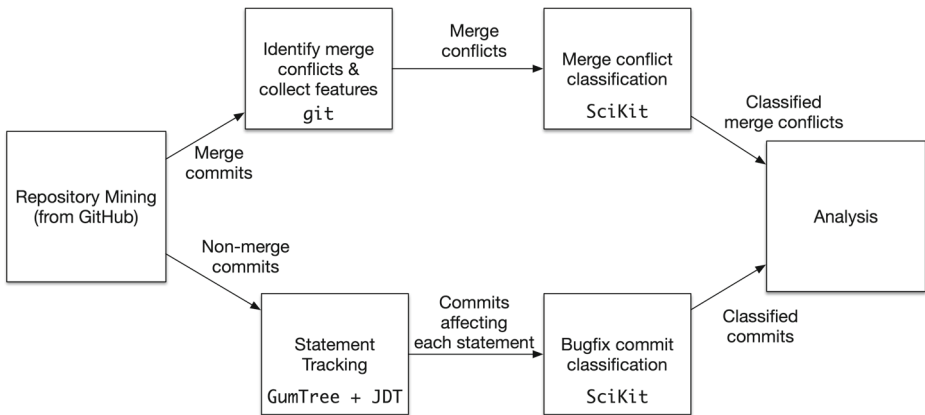 Repository Mining
(from GitHub)
Merge
commits
Identify merge
conflicts &
collect features
git
Merge
conflicts
Merge conflict
classification
SciKit
Classified
merge conflicts
Non-merge
commits
Statement
Tracking
GumTree + JDT
Commits
affecting
each statement
Bugfix commit
classification
SciKit
Classified
commits
Analysis